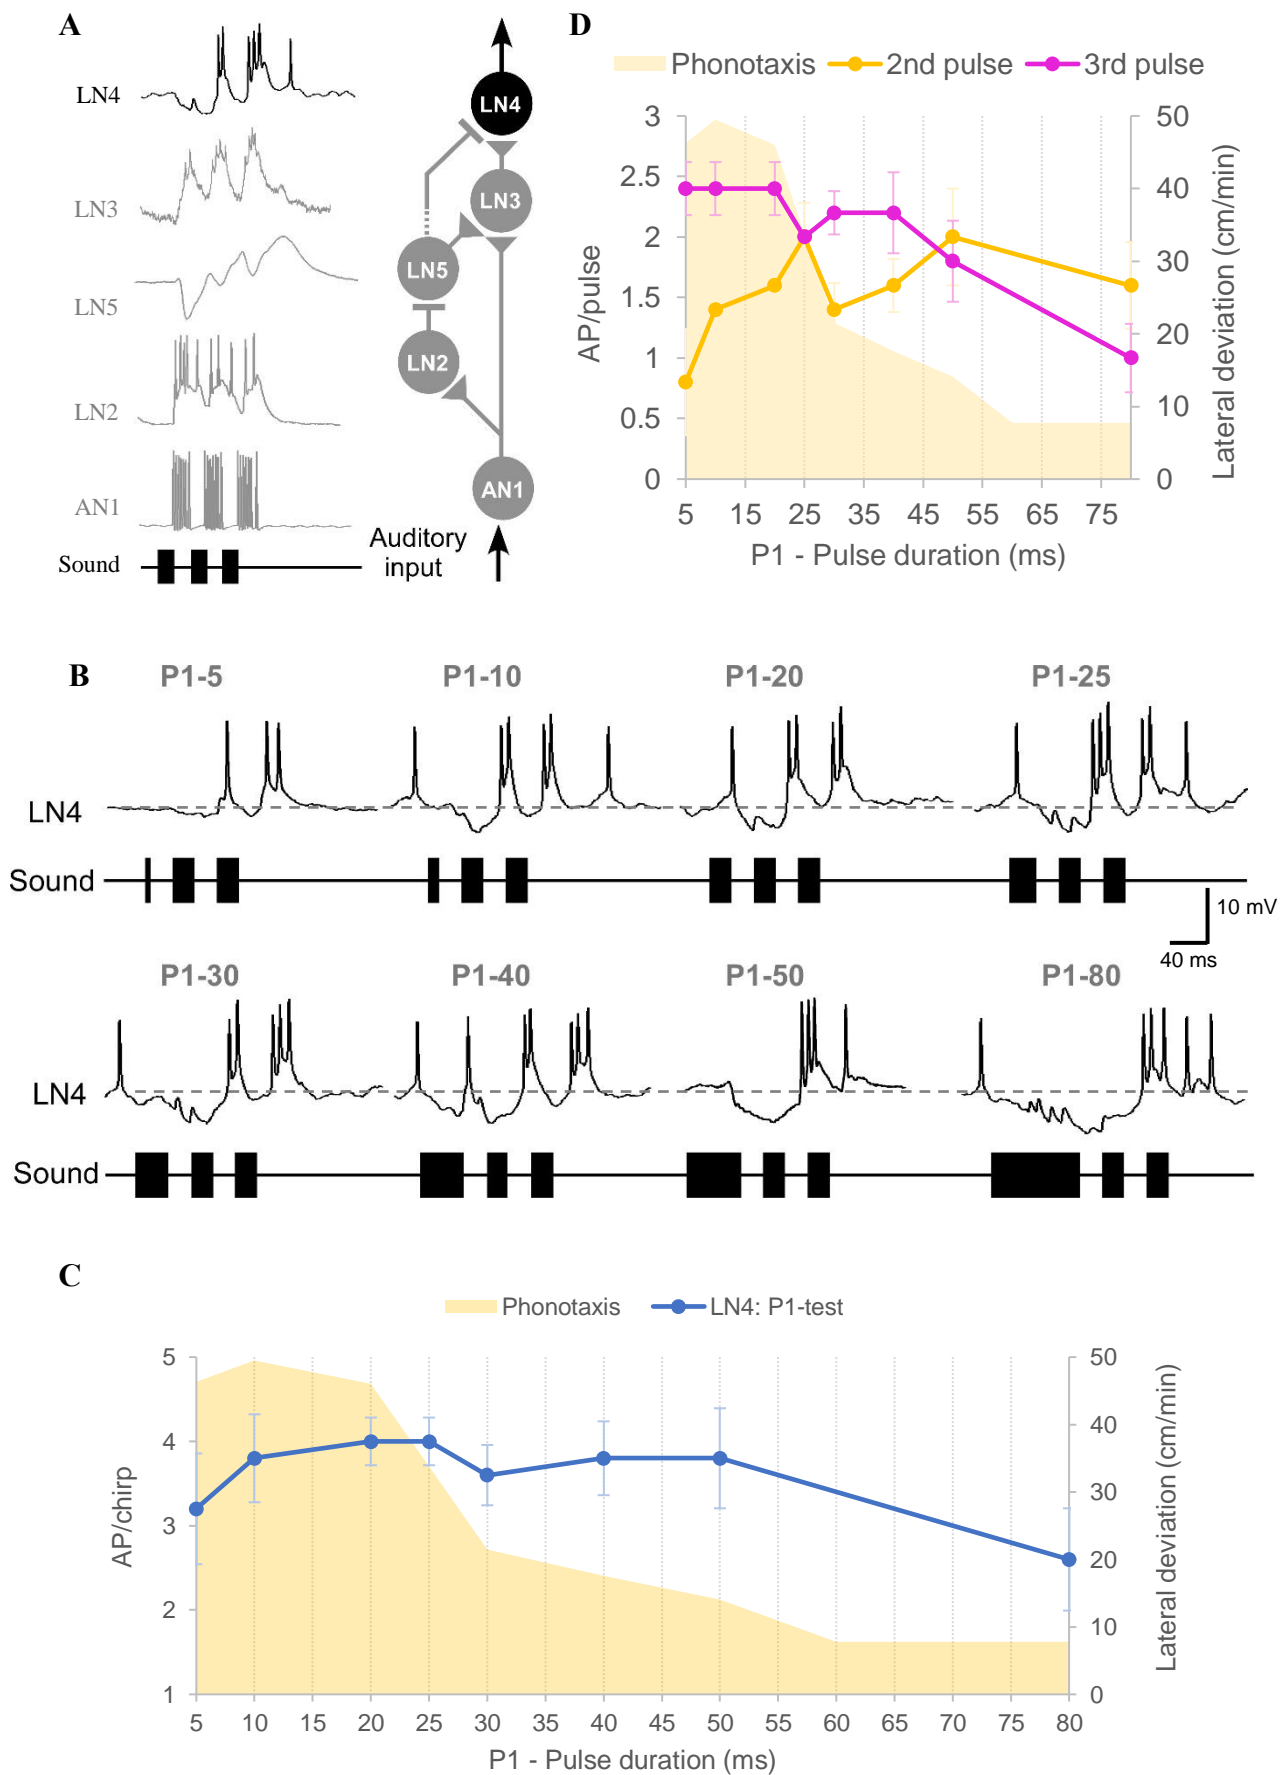 A
LN4
LN3
LN5
LN2
AN1
Sound
LN4
LN3
LN5
LN2
AN1
Auditory
input
D
Phonotaxis 2nd pulse 3rd pulse
3
2.5
2
1.5
1
0.5
0
AP/pulse
50
40
30
20
10
0
Lateral deviation (cm/min)
5 15 25 35 45 55 65 75
P1 - Pulse duration (ms)
B
P1-5 P1-10 P1-20 P1-25
LN4
Sound
10 mV
40 ms
P1-30 P1-40 P1-50 P1-80
LN4
Sound
C
Phonotaxis LN4: P1-test
5
4
3
2
1
AP/chirp
50
40
30
20
10
0
Lateral deviation (cm/min)
5 10 15 20 25 30 35 40 45 50 55 60 65 70 75 80
P1 - Pulse duration (ms)